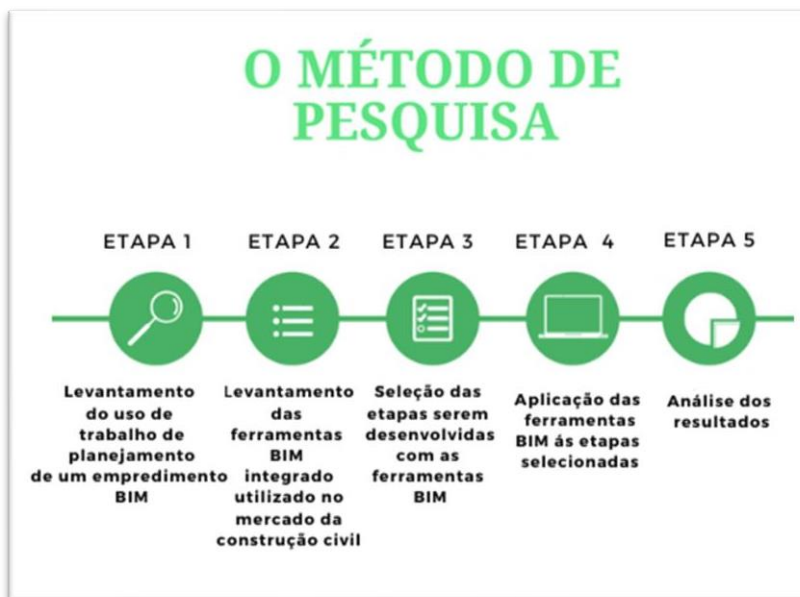 O MÉTODO DE
PESQUISA
ETAPA 1
Levantamento
do uso de
trabalho de
planejamento
de um empredimento
BIM
ETAPA 2
Levantamento
das
ferramentas
BIM
integrado
utilizado no
mercado da
construção civil
ETAPA 3
Seleção das
etapas serem
desenvolvidas
com as
ferramentas
BIM
ETAPA 4
Aplicação das
ferramentas
BIM ás etapas
selecionadas
ETAPA 5
Análise dos
resultados